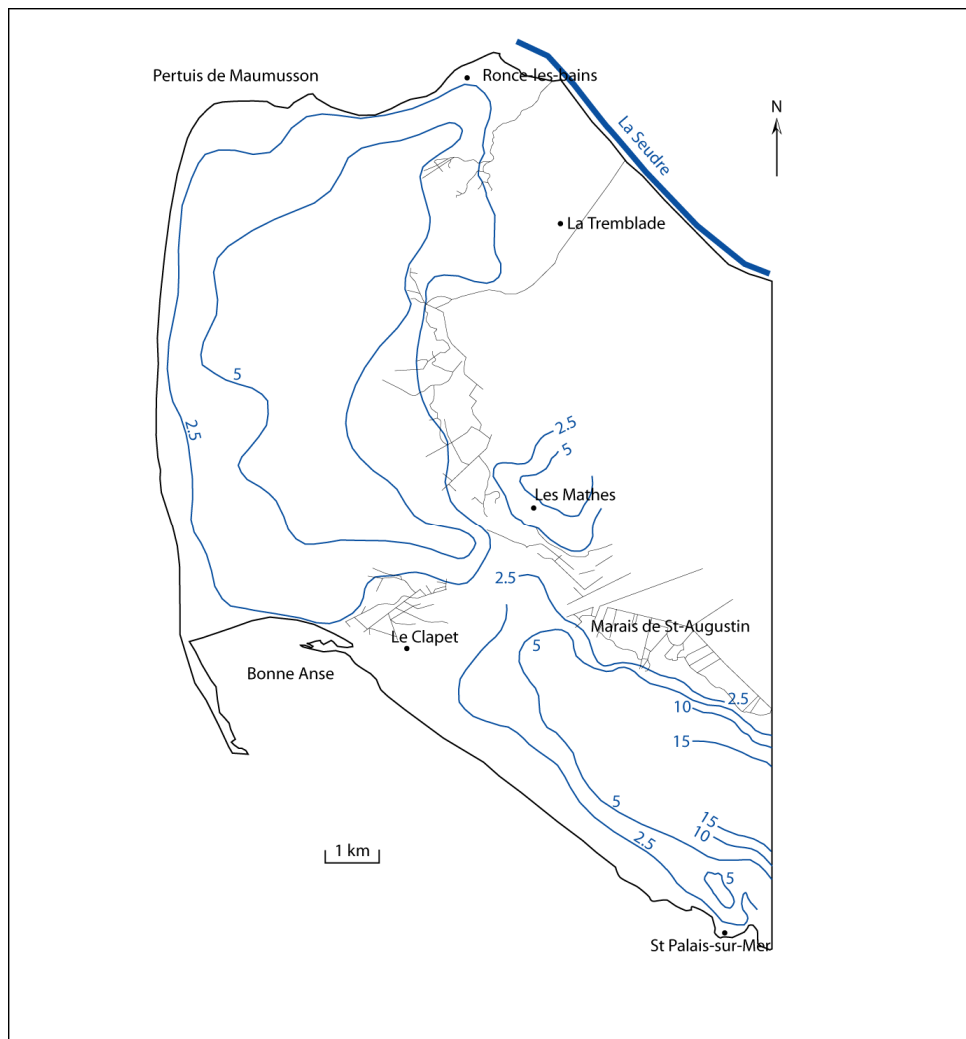 Pertuis de Maumusson
Ronce-les-bains
N
La Seudre
La Tremblade
5
2.5
2.5
5
Les Mathes
2.5
Marais de St-Augustin
Le Clapet
5
Bonne Anse
2.5
10
15
5
15
10
2.5
1 km
5
St Palais-sur-Mer